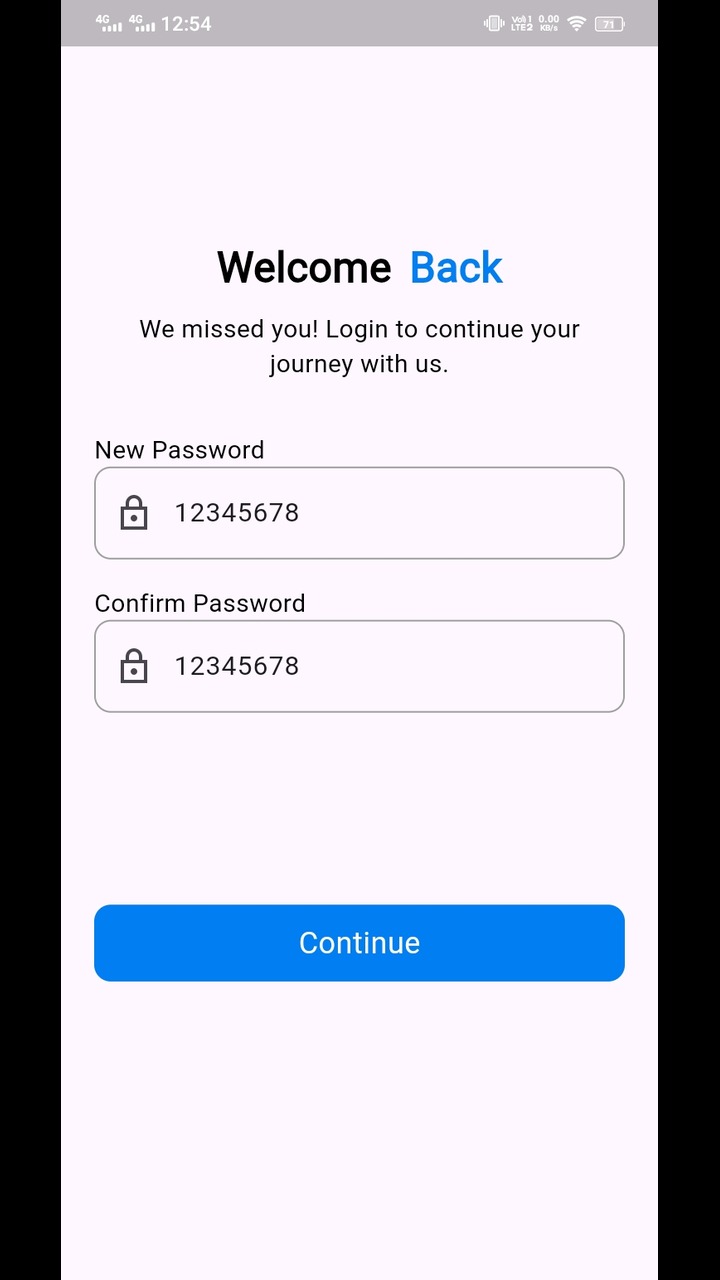 4G 4G 12:54 Vo) 1 LTE2 0.00 KB/s 71
Welcome Back
We missed you! Login to continue your
journey with us.
New Password
12345678
Confirm Password
12345678
Continue